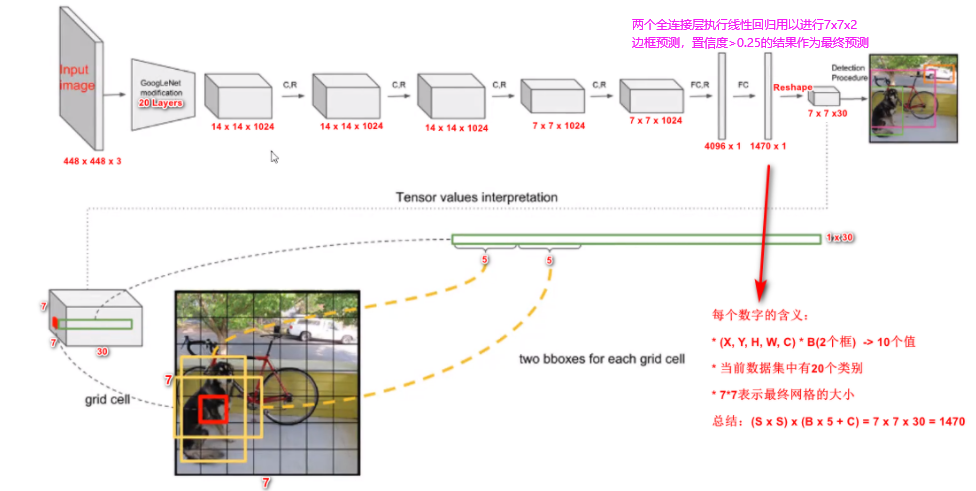 两个全连接层执行线性回归用以进行7x7x2
边框预测，置信度>0.25的结果作为最终预测
Input
image
GoogLeNet
modification
20 Layers
C,R
C,R
C,R
C,R
FC,R
FC
Reshape
Detection
Procedure
448 x 448 x 3
14 x 14 x 1024
14 x 14 x 1024
14 x 14 x 1024
7 x 7 x 1024
7 x 7 x 1024
4096 x 1
1470 x 1
7 x 7 x30
Tensor values interpretation
1 x 30
5
5
7
7
30
grid cell
7
7
two bboxes for each grid cell
每个数字的含义：
* (X, Y, H, W, C) * B(2个框) -> 10个值
* 当前数据集中有20个类别
* 7*7表示最终网格的大小
总结：(S x S) x (B x 5 + C) = 7 x 7 x 30 = 1470